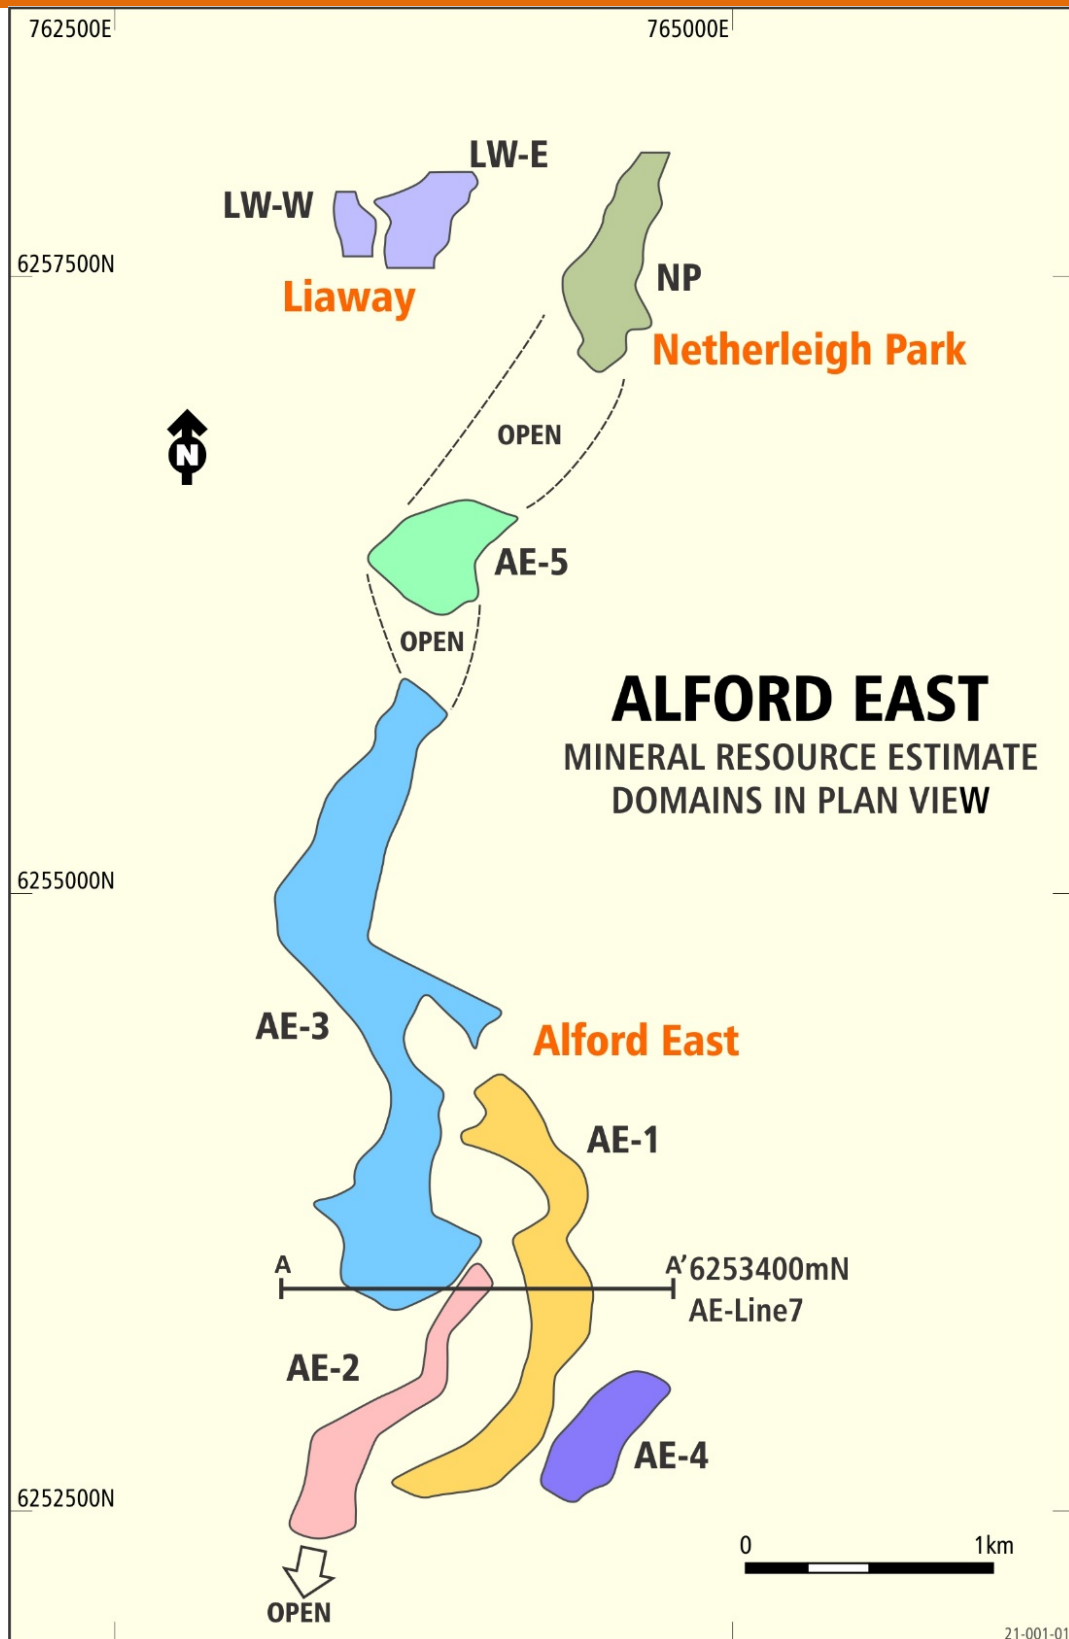 762500E
765000E
LW-E
LW-W
6257500N
NP
Liaway
Netherleigh Park
N
OPEN
AE-5
OPEN
ALFORD EAST
MINERAL RESOURCE ESTIMATE
DOMAINS IN PLAN VIEW
6255000N
AE-3
Alford East
AE-1
A
A’ 6253400mN
AE-Line7
AE-2
AE-4
6252500N
0
1km
OPEN
21-001-01